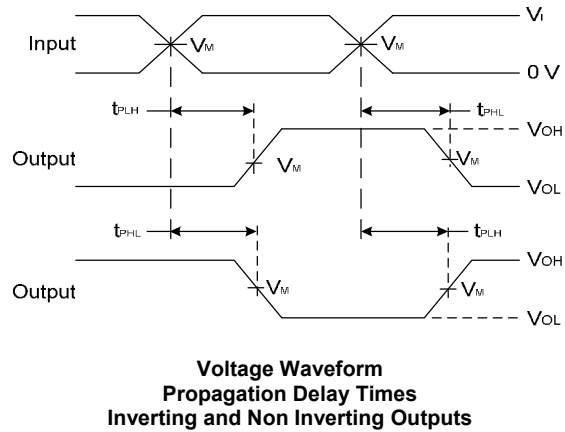 Input
VM
VM
VI
0 V
tPLH
tPHL
Output
VM
VM
VOH
VOL
tPHL
tPLH
Output
VM
VM
VOH
VOL
Voltage Waveform
Propagation Delay Times
Inverting and Non Inverting Outputs